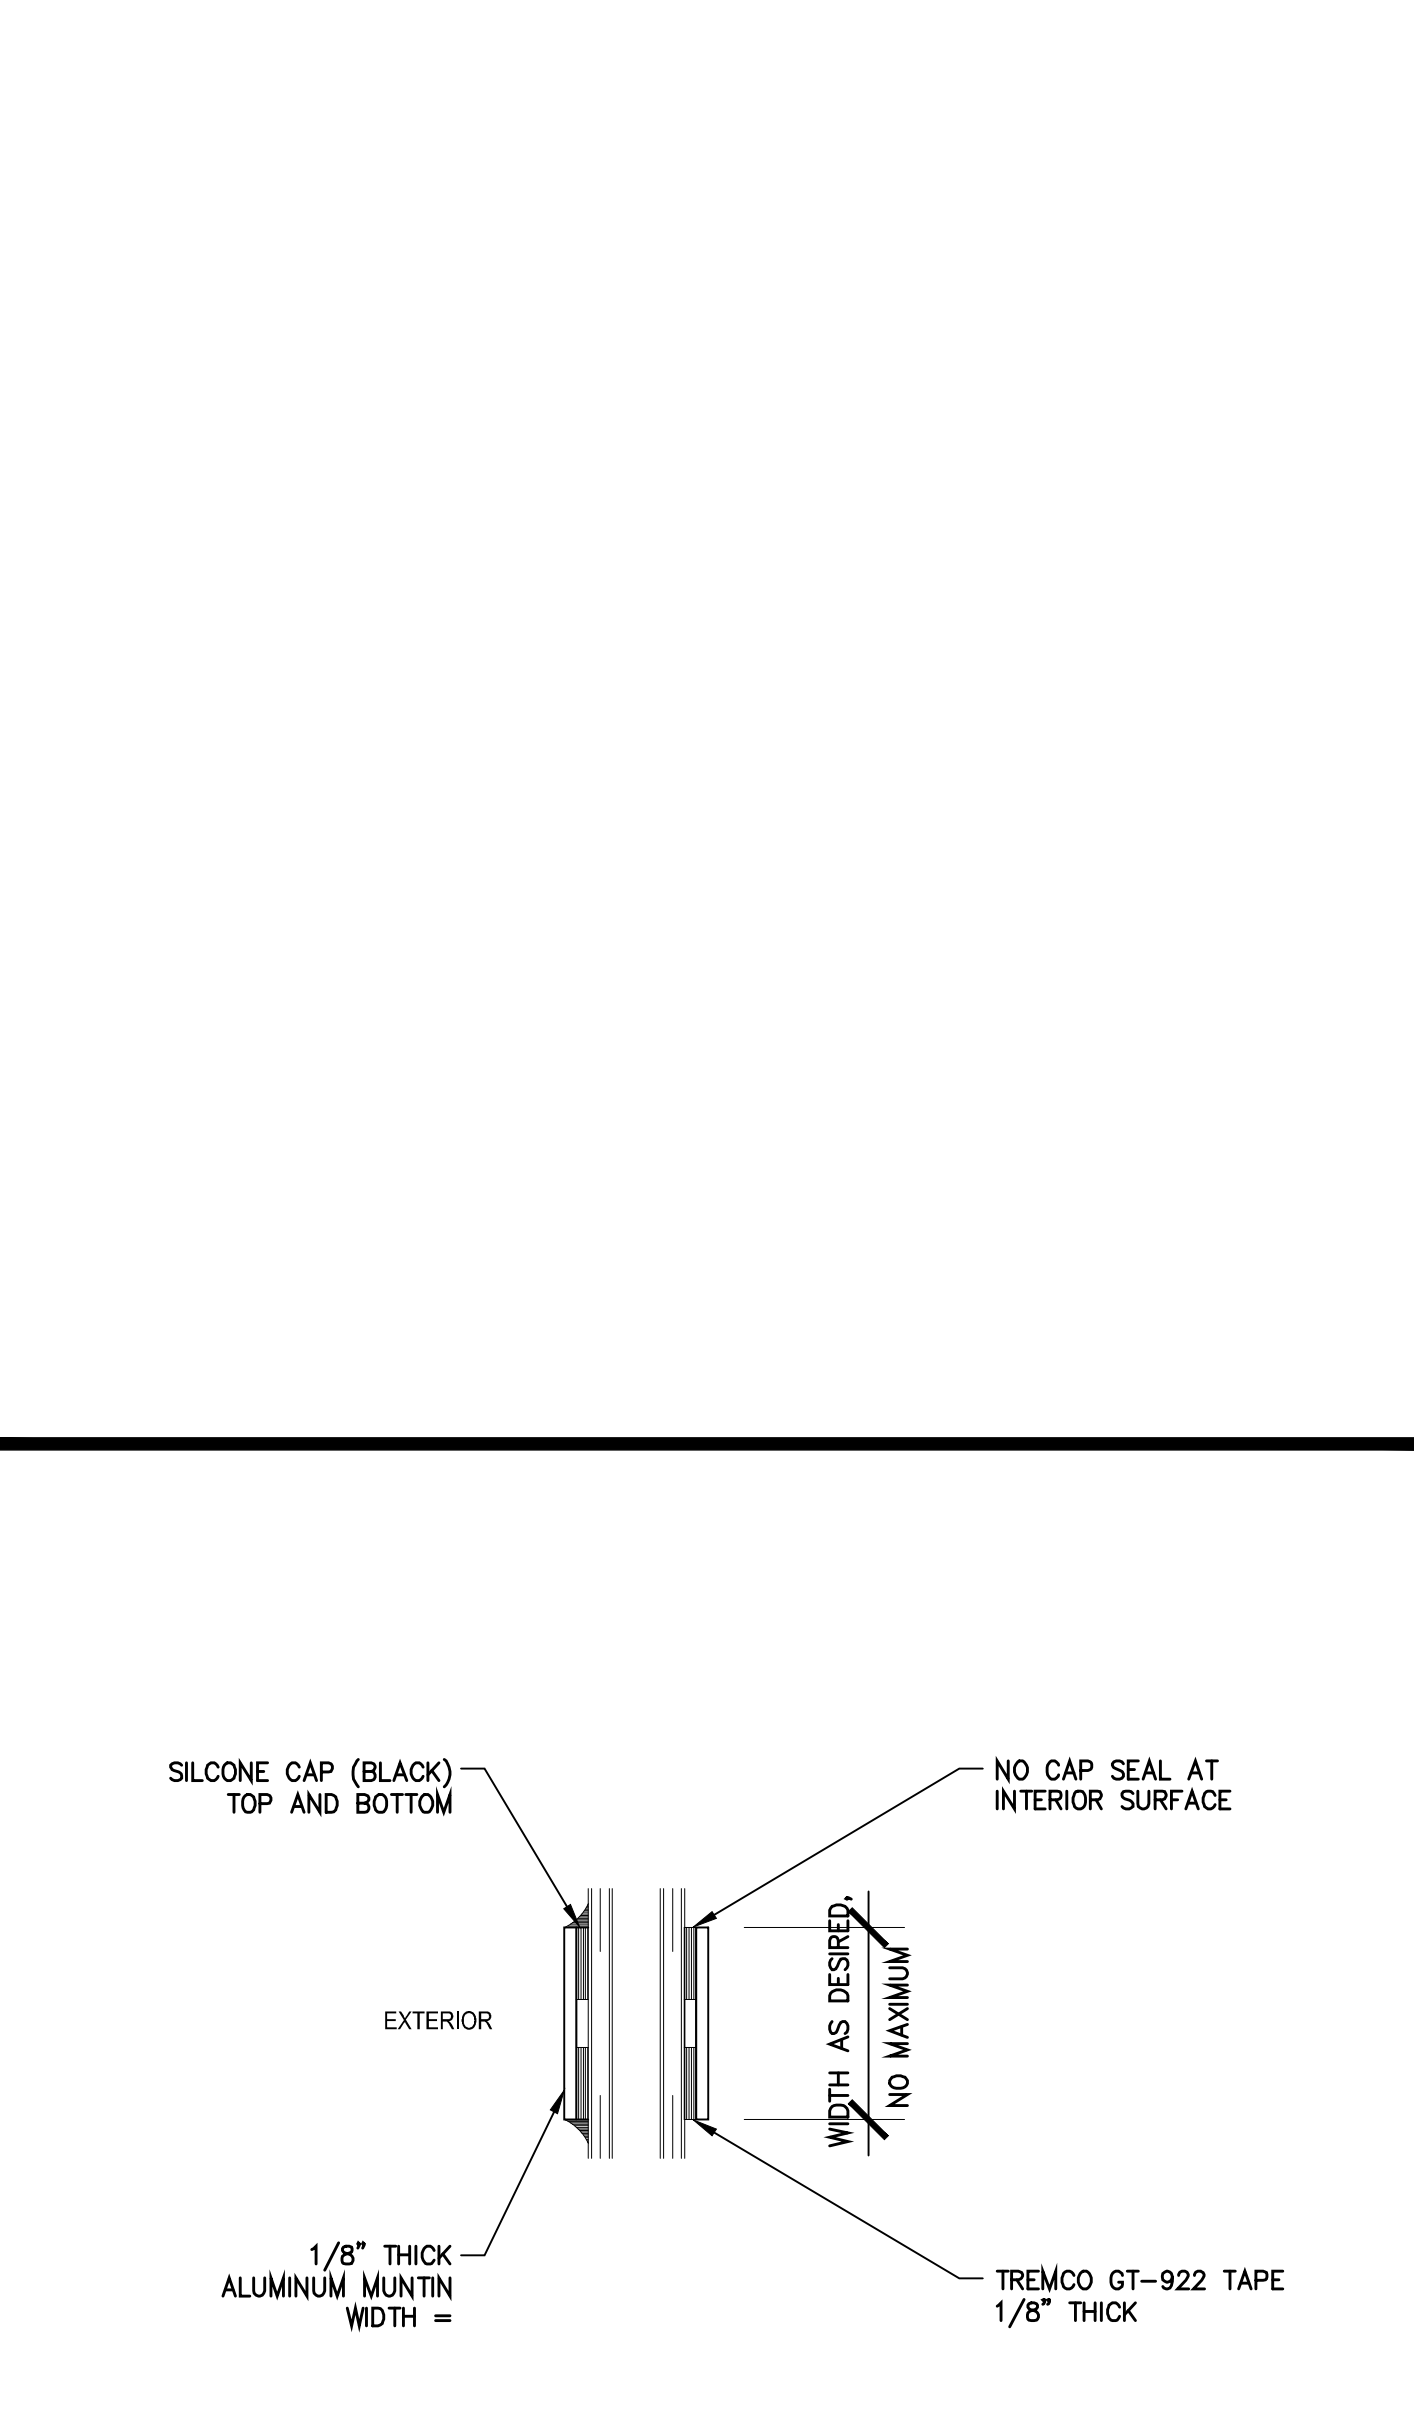 SILCONE CAP (BLACK)
TOP AND BOTTOM
NO CAP SEAL AT
INTERIOR SURFACE
WIDTH AS DESIRED,
NO MAXIMUM
EXTERIOR
1/8" THICK
ALUMINUM MUNTIN
WIDTH =
TREMCO GT-922 TAPE
1/8" THICK